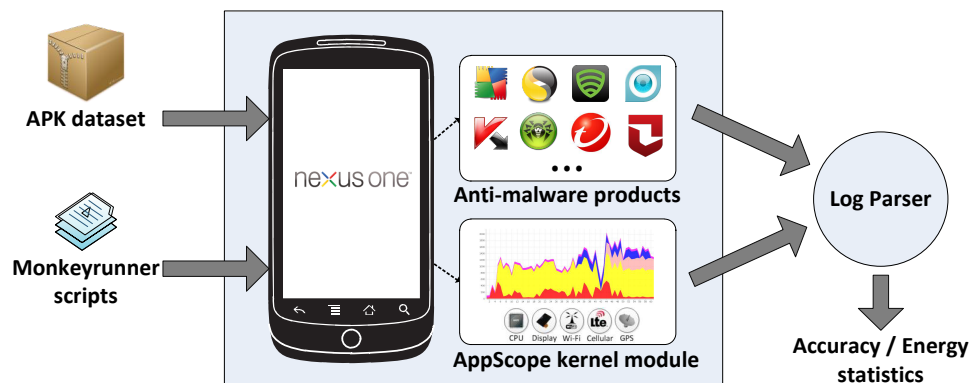 APK dataset
Monkeyrunner
scripts
nexus one
Anti-malware products
CPU Display Wi-Fi Cellular GPS
Lte
AppScope kernel module
Log Parser
Accuracy / Energy
statistics